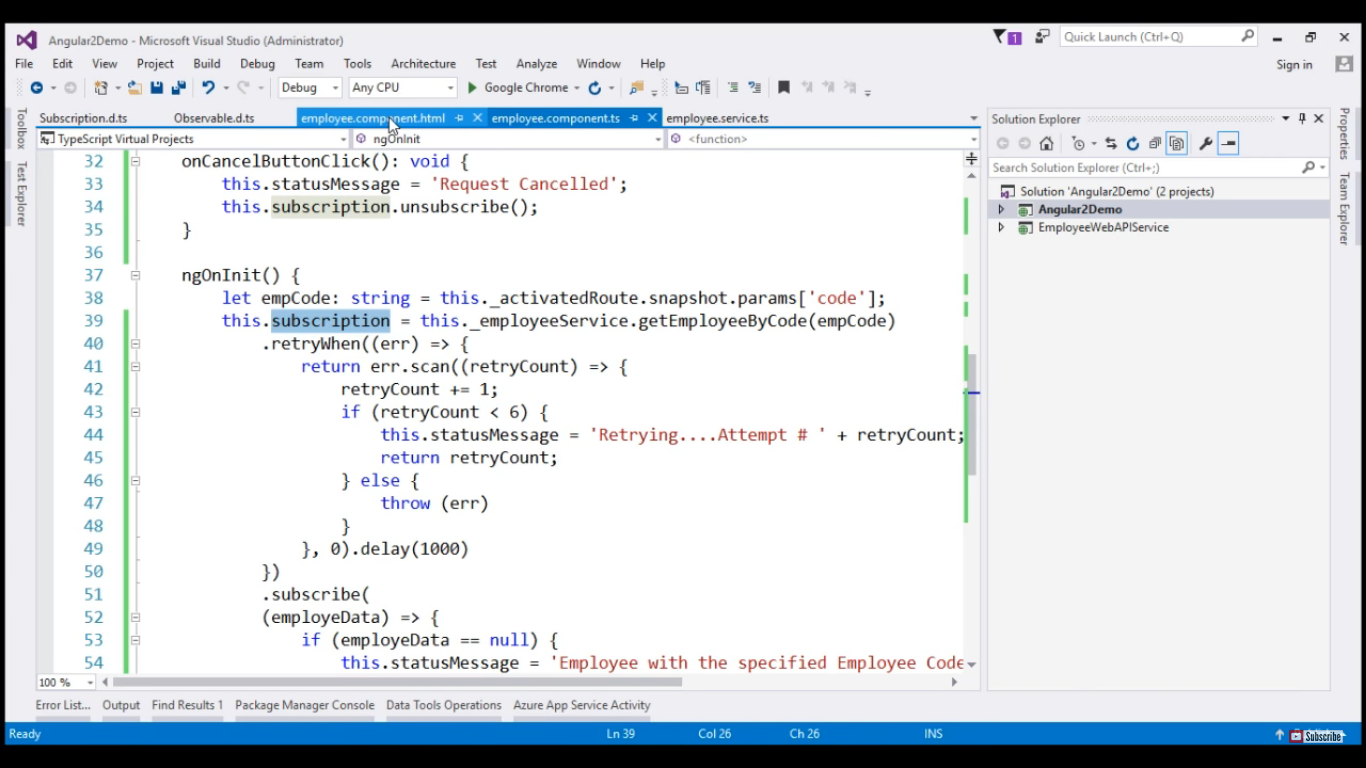 Angular2Demo - Microsoft Visual Studio (Administrator)
1
Quick Launch (Ctrl+Q)
File Edit View Project Build Debug Team Tools Architecture Test Analyze Window Help
Sign in
Debug Any CPU Google Chrome
Toolbox
Test Explorer
Subscription.d.ts Observable.d.ts employee.component.html employee.component.ts employee.service.ts
TypeScript Virtual Projects ngOnInit <function>
32 onCancelButtonClick(): void {
33 this.statusMessage = 'Request Cancelled';
34 this.subscription.unsubscribe();
35 }
36
37 ngOnInit() {
38 let empCode: string = this._activatedRoute.snapshot.params['code'];
39 this.subscription = this._employeeService.getEmployeeByCode(empCode)
40 .retryWhen((err) => {
41 return err.scan((retryCount) => {
42 retryCount += 1;
43 if (retryCount < 6) {
44 this.statusMessage = 'Retrying....Attempt # ' + retryCount;
45 return retryCount;
46 } else {
47 throw (err)
48 }
49 }, 0).delay(1000)
50 })
51 .subscribe(
52 (employeData) => {
53 if (employeData == null) {
54 this.statusMessage = 'Employee with the specified Employee Code
100 %
Solution Explorer
Search Solution Explorer (Ctrl+;)
Solution 'Angular2Demo' (2 projects)
Angular2Demo
EmployeeWebAPIService
Properties
Team Explorer
Error List... Output Find Results 1 Package Manager Console Data Tools Operations Azure App Service Activity
Ready Ln 39 Col 26 Ch 26 INS
Subscribe